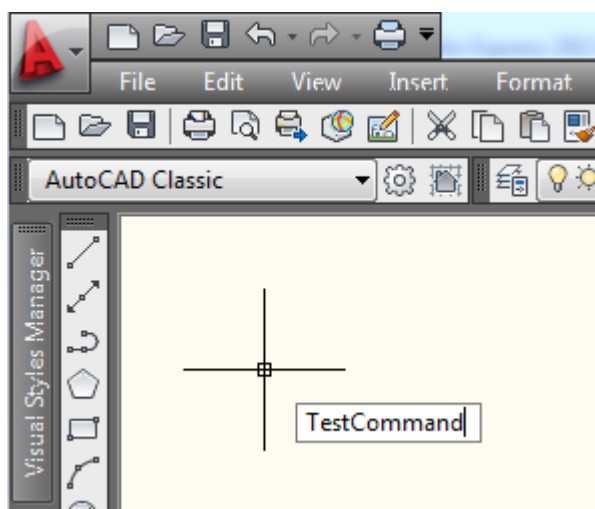 File Edit View Insert Format
AutoCAD Classic
Visual Styles Manager
TestCommand